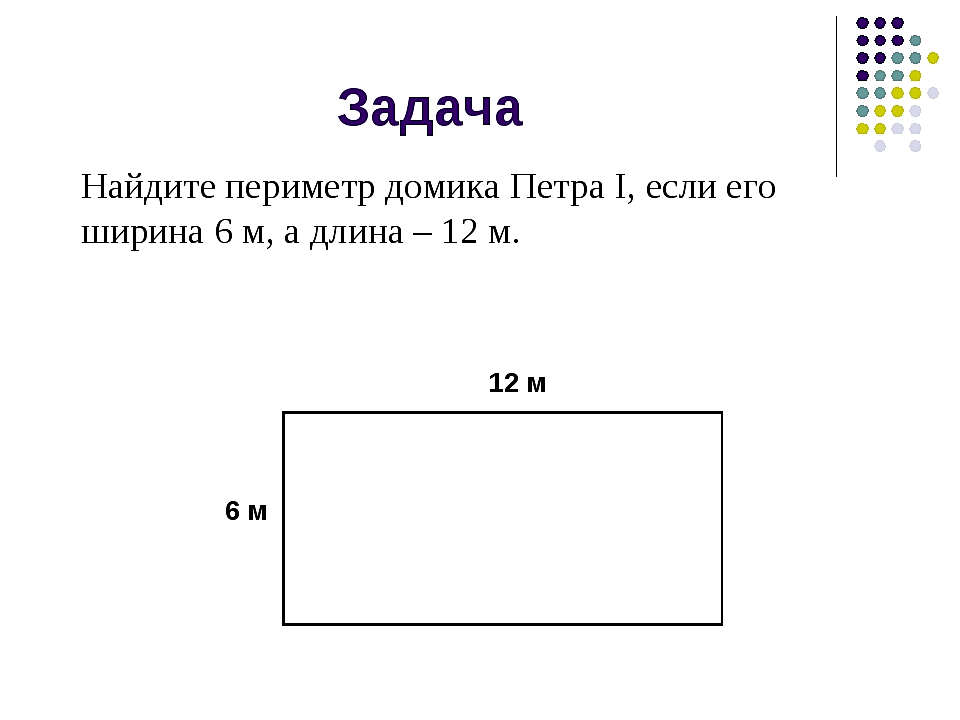 Задача
Найдите периметр домика Петра I, если его
ширина 6 м, а длина – 12 м.
12 м
6 м